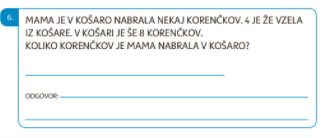 6.
MAMA JE V KOŠARO NABRALA NEKAJ KORENČKOV. 4 JE ŽE VZELA
IZ KOŠARE. V KOŠARI JE ŠE 8 KORENČKOV.
KOLIKO KORENČKOV JE MAMA NABRALA V KOŠARO?
ODGOVOR: